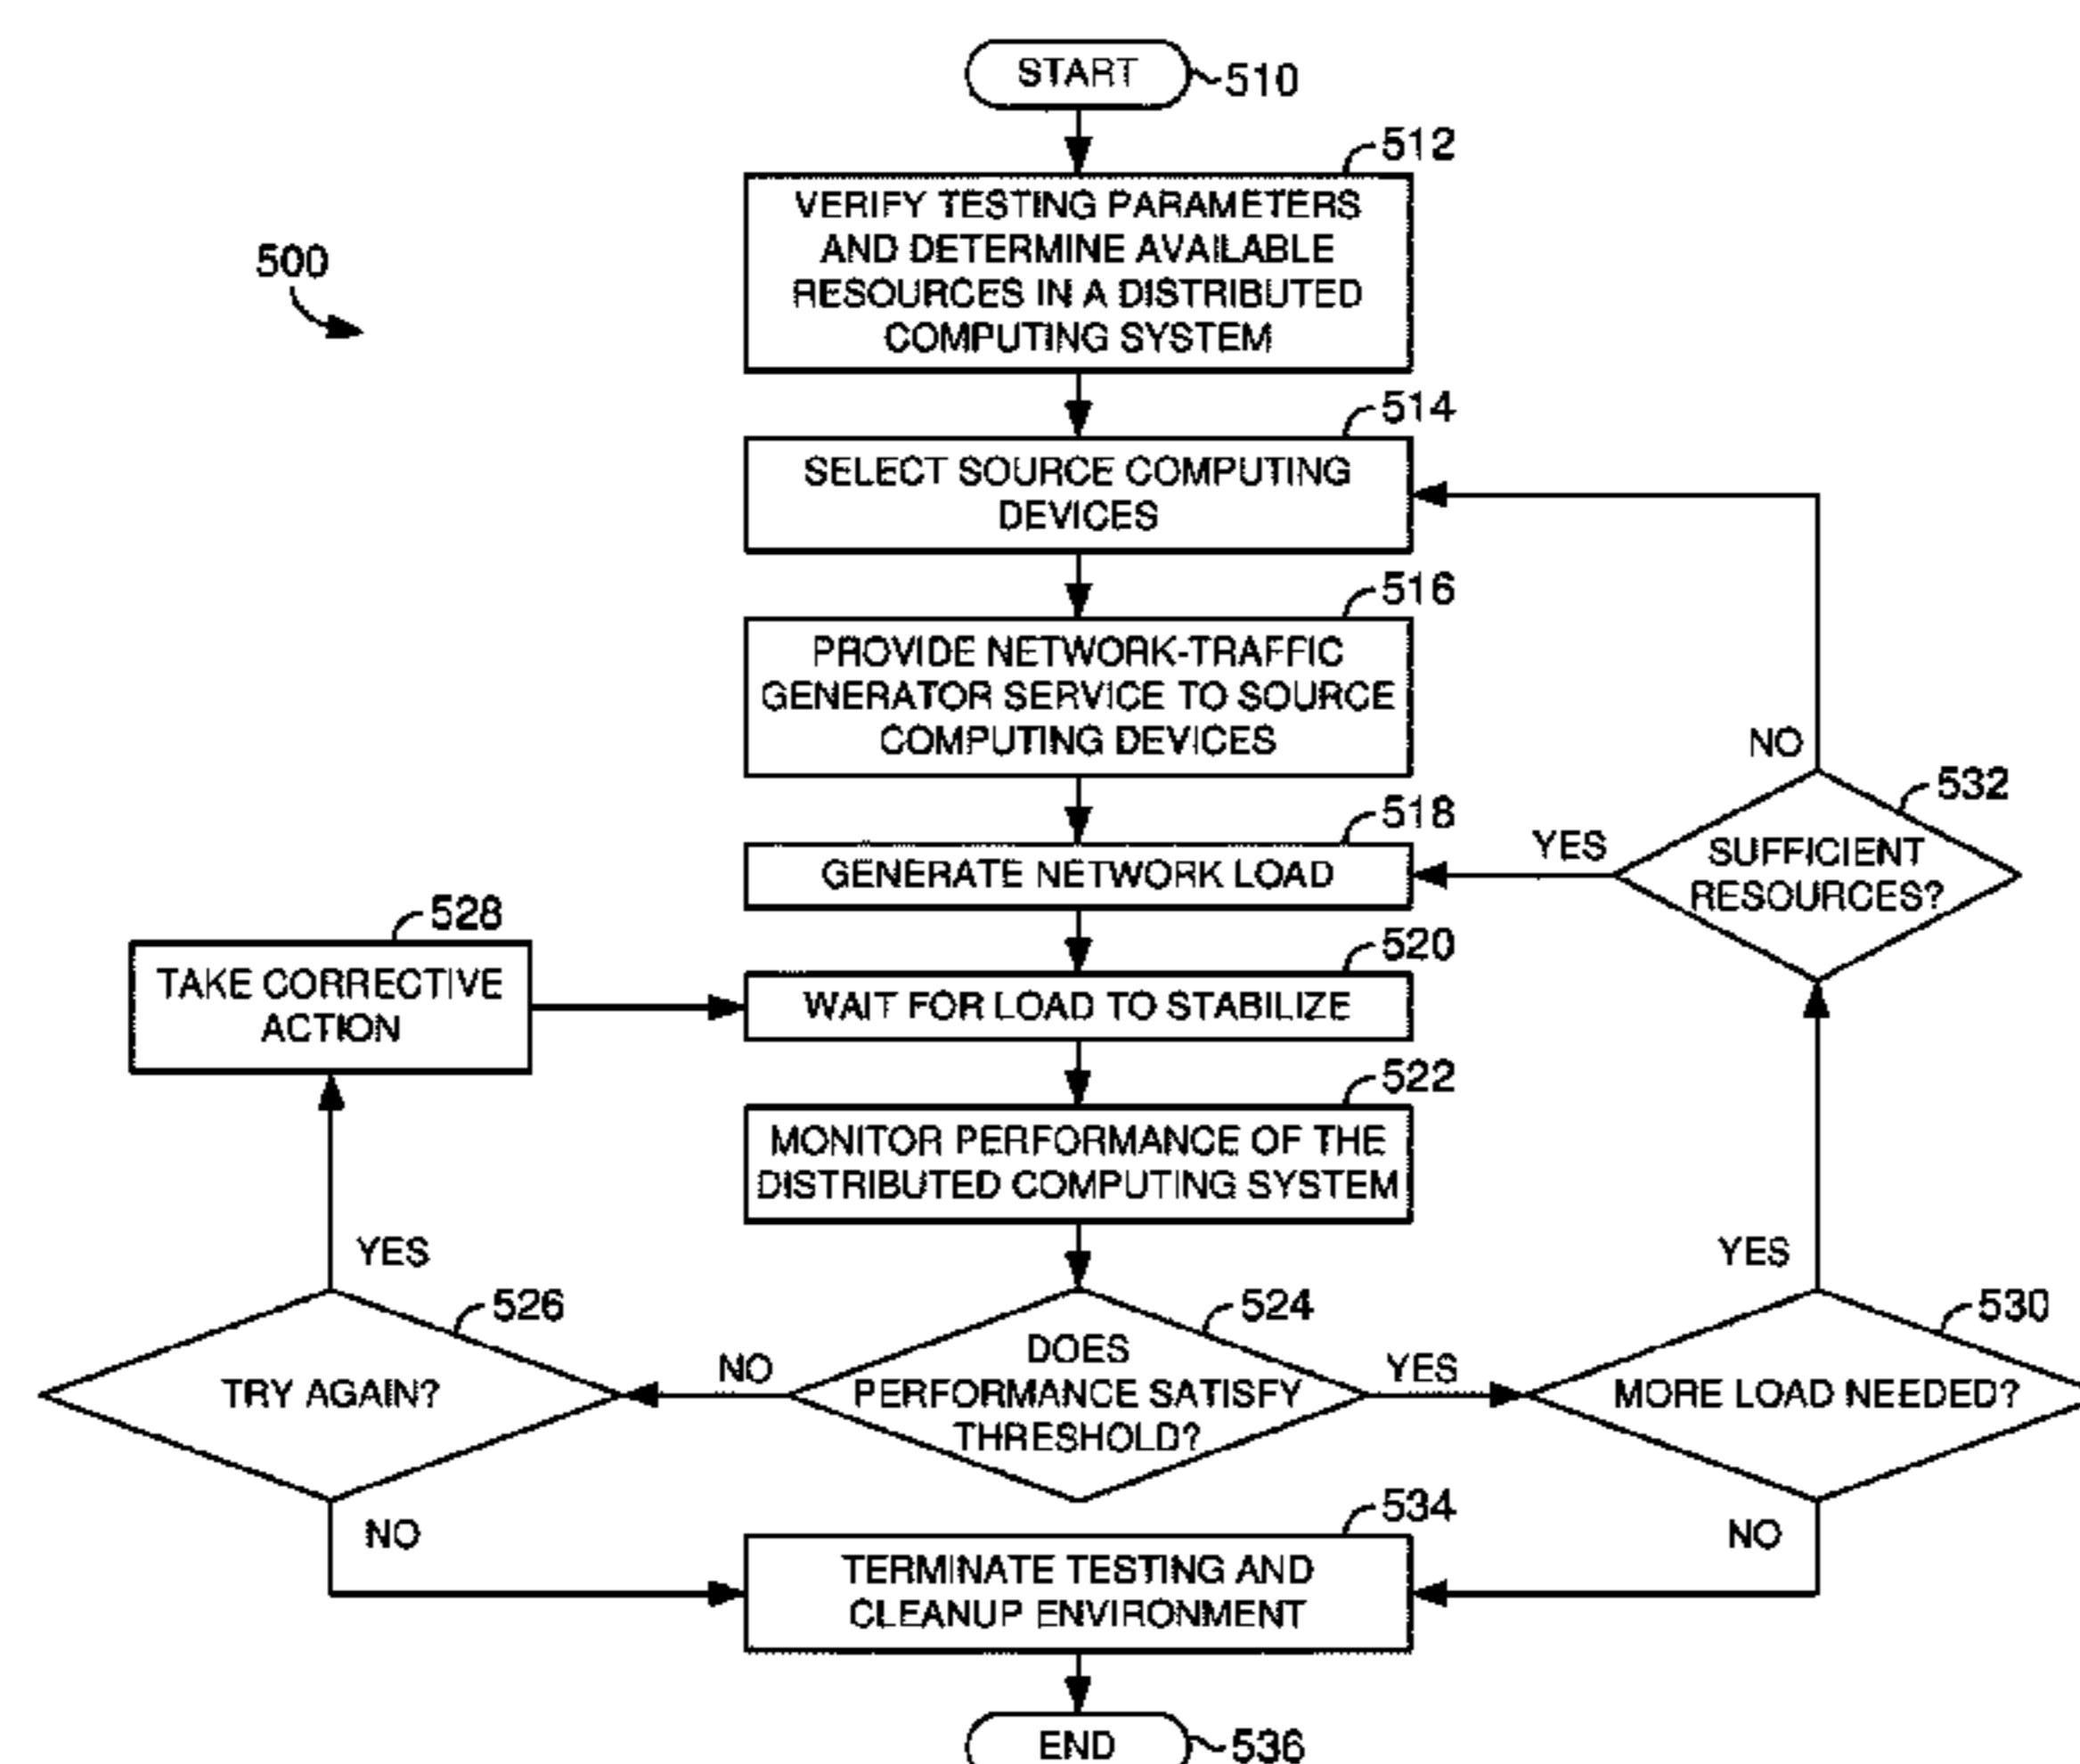 START
510
500
512
VERIFY TESTING PARAMETERS
AND DETERMINE AVAILABLE
RESOURCES IN A DISTRIBUTED
COMPUTING SYSTEM
514
SELECT SOURCE COMPUTING
DEVICES
516
PROVIDE NETWORK-TRAFFIC
GENERATOR SERVICE TO SOURCE
COMPUTING DEVICES
518
GENERATE NETWORK LOAD
YES
NO
532
SUFFICIENT
RESOURCES?
528
TAKE CORRECTIVE
ACTION
520
WAIT FOR LOAD TO STABILIZE
522
MONITOR PERFORMANCE OF THE
DISTRIBUTED COMPUTING SYSTEM
YES
YES
526
TRY AGAIN?
NO
524
DOES
PERFORMANCE SATISFY
THRESHOLD?
YES
530
MORE LOAD NEEDED?
NO
534
TERMINATE TESTING AND
CLEANUP ENVIRONMENT
NO
END
536